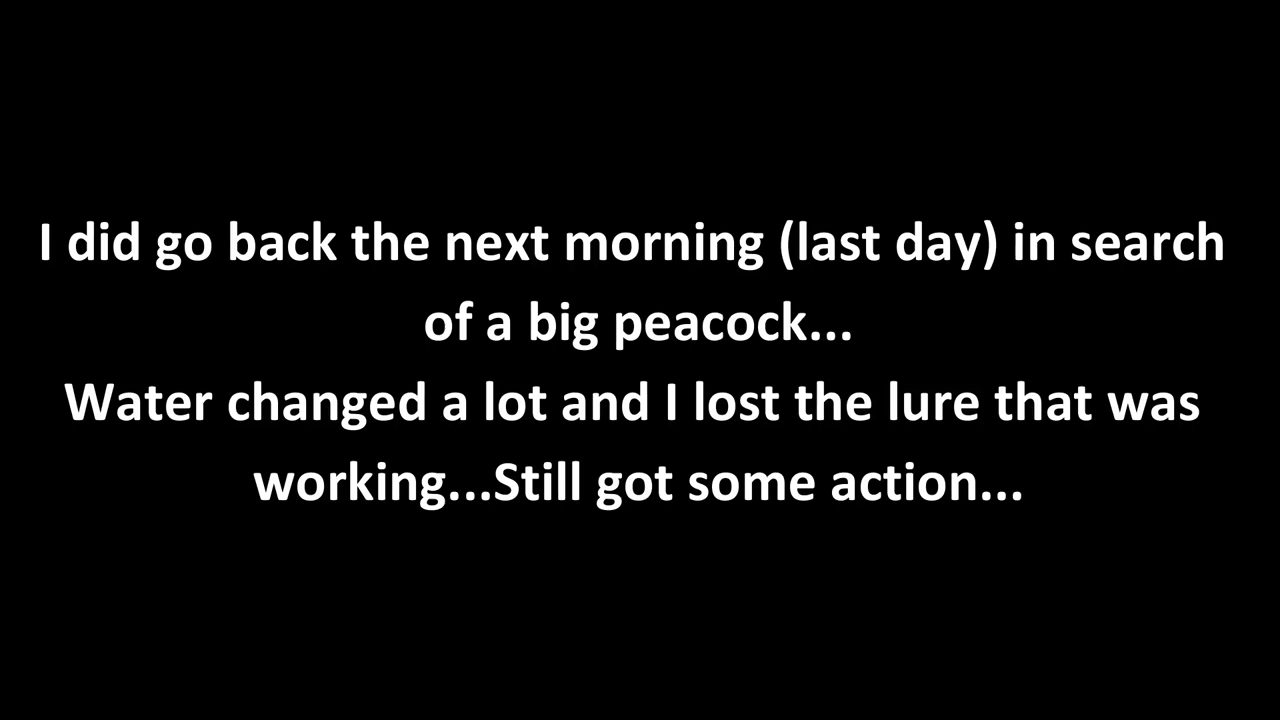 I did go back the next morning (last day) in search
of a big peacock...
Water changed a lot and I lost the lure that was
working...Still got some action...